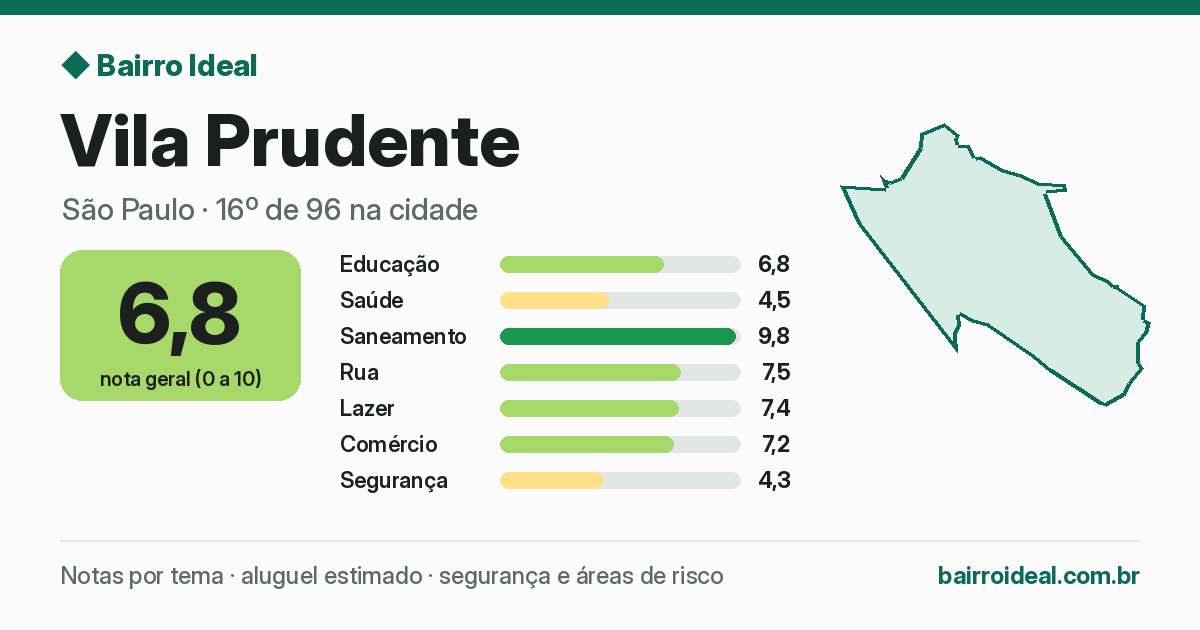 Bairro Ideal
Vila Prudente
São Paulo · 16º de 96 na cidade
6,8
nota geral (0 a 10)
Educação 6,8
Saúde 4,5
Saneamento 9,8
Rua 7,5
Lazer 7,4
Comércio 7,2
Segurança 4,3
Notas por tema · aluguel estimado · segurança e áreas de risco
bairroideal.com.br